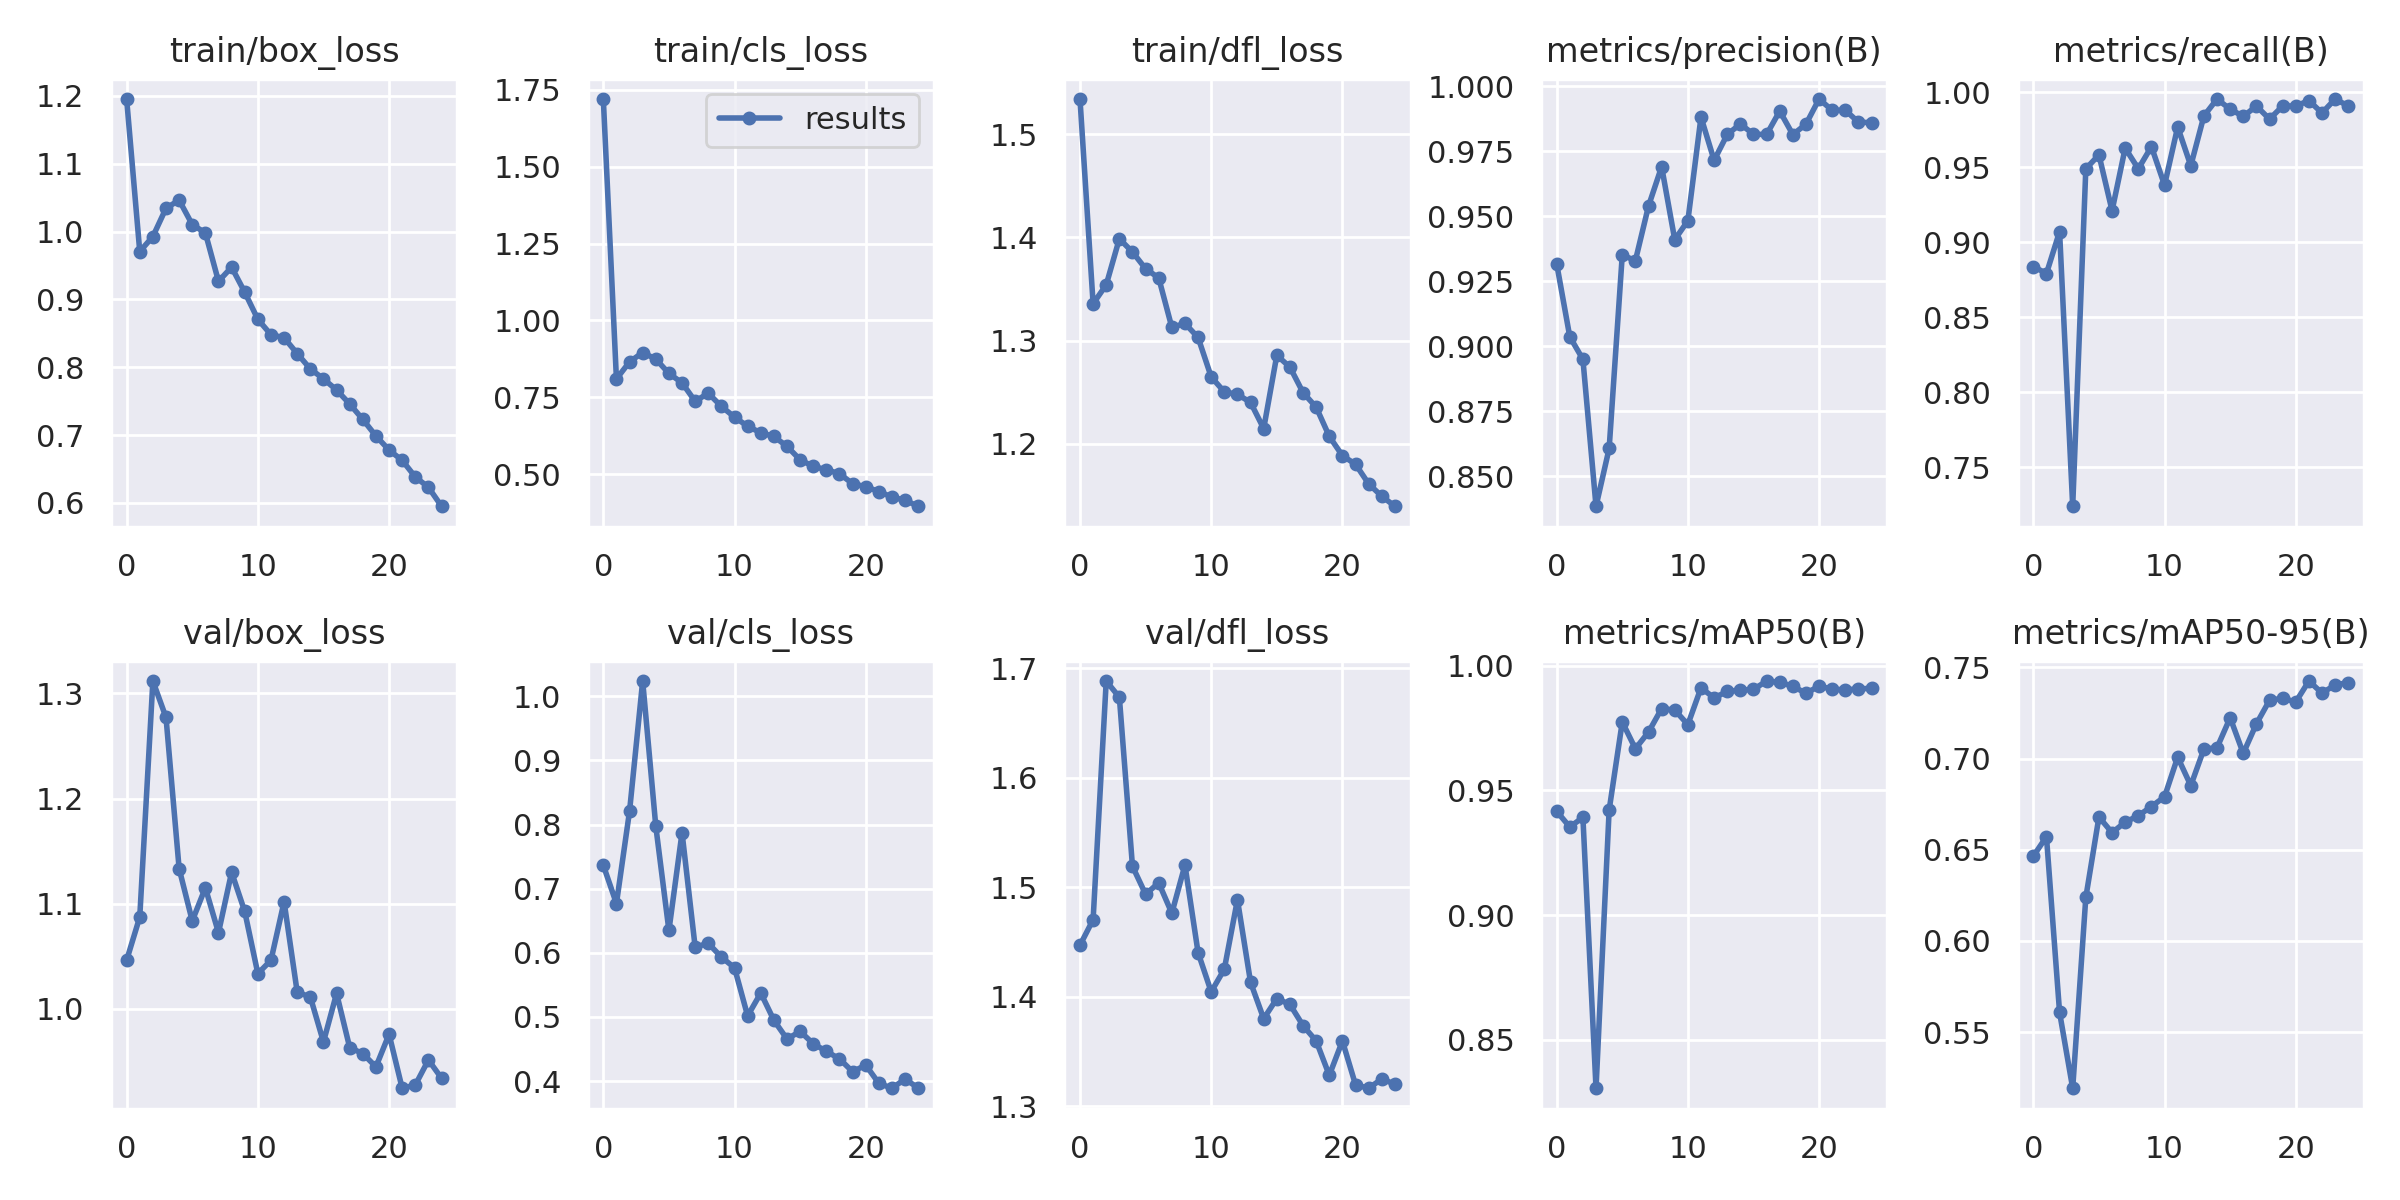 train/box_loss
1.2
1.1
1.0
0.9
0.8
0.7
0.6
0 10 20
train/cls_loss
results
1.75
1.50
1.25
1.00
0.75
0.50
0 10 20
train/dfl_loss
1.5
1.4
1.3
1.2
0 10 20
metrics/precision(B)
1.000
0.975
0.950
0.925
0.900
0.875
0.850
0 10 20
metrics/recall(B)
1.00
0.95
0.90
0.85
0.80
0.75
0 10 20
val/box_loss
1.3
1.2
1.1
1.0
0 10 20
val/cls_loss
1.0
0.9
0.8
0.7
0.6
0.5
0.4
0 10 20
val/dfl_loss
1.7
1.6
1.5
1.4
1.3
0 10 20
metrics/mAP50(B)
1.00
0.95
0.90
0.85
0 10 20
metrics/mAP50-95(B)
0.75
0.70
0.65
0.60
0.55
0 10 20